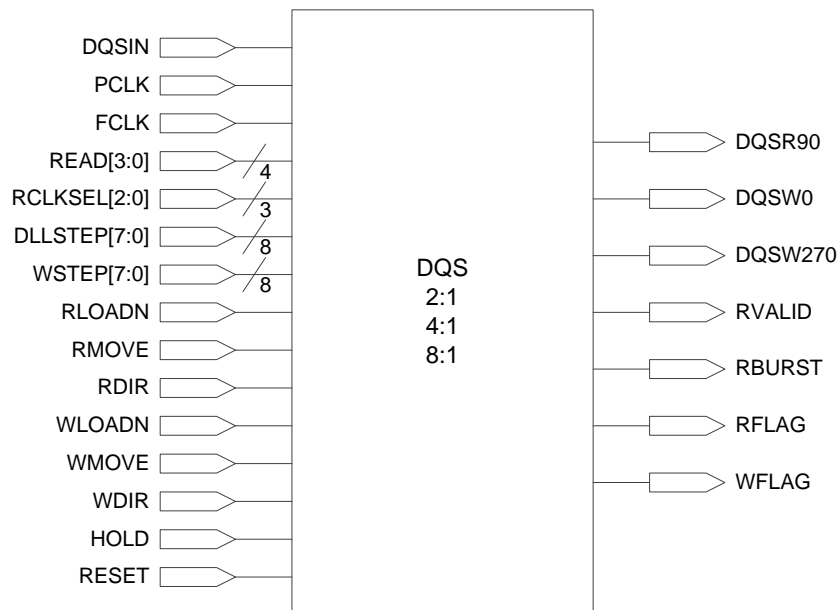 DQSIN
PCLK
FCLK
READ[3:0]
4
RCLKSEL[2:0]
3
DLLSTEP[7:0]
8
WSTEP[7:0]
8
RLOADN
RMOVE
RDIR
WLOADN
WMOVE
WDIR
HOLD
RESET
DQS
2:1
4:1
8:1
DQSR90
DQSW0
DQSW270
RVALID
RBURST
RFLAG
WFLAG